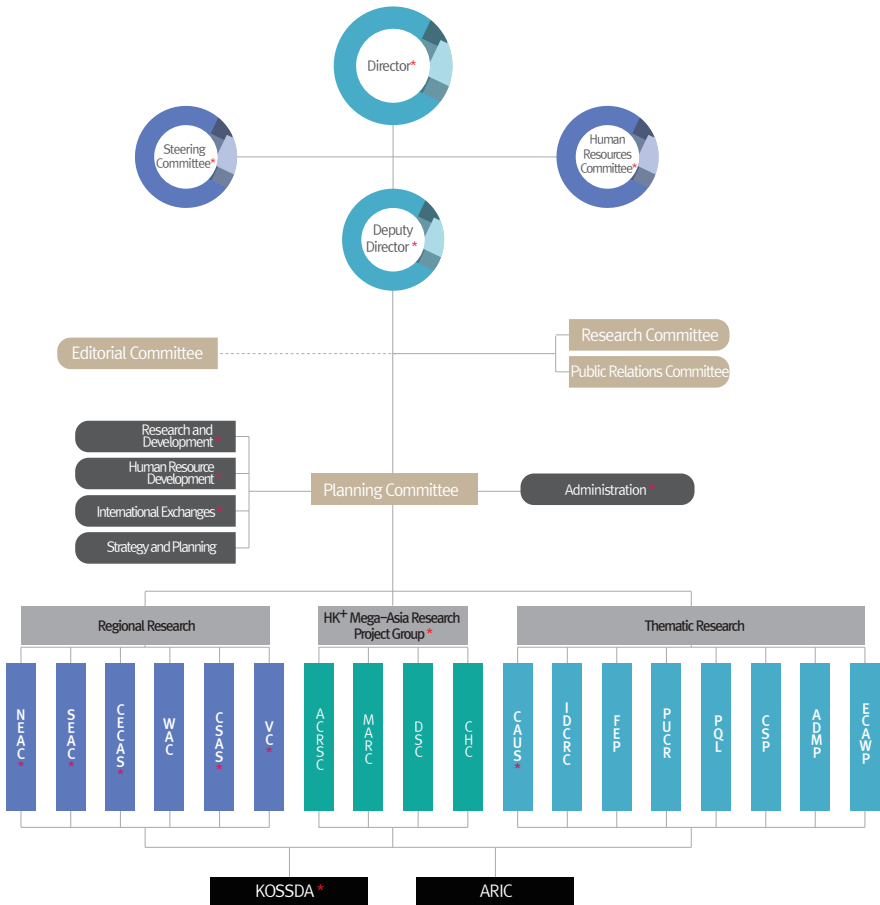 Director*
Steering
Committee*
Human
Resources
Committee*
Deputy
Director *
Editorial Committee
Research Committee
Public Relations Committee
Research and
Development *
Human Resource
Development *
International Exchanges *
Strategy and Planning
Planning Committee
Administration *
Regional Research
HK+ Mega-Asia Research
Project Group *
Thematic Research
NEAC*
SEAC*
CECAS*
WAC
CSAS*
VC*
ACRSC
MARC
DSC
CHC
CAUS*
IDCRC
FEP
PUCR
PQL
CSP
ADMP
ECAWP
KOSSDA *
ARIC